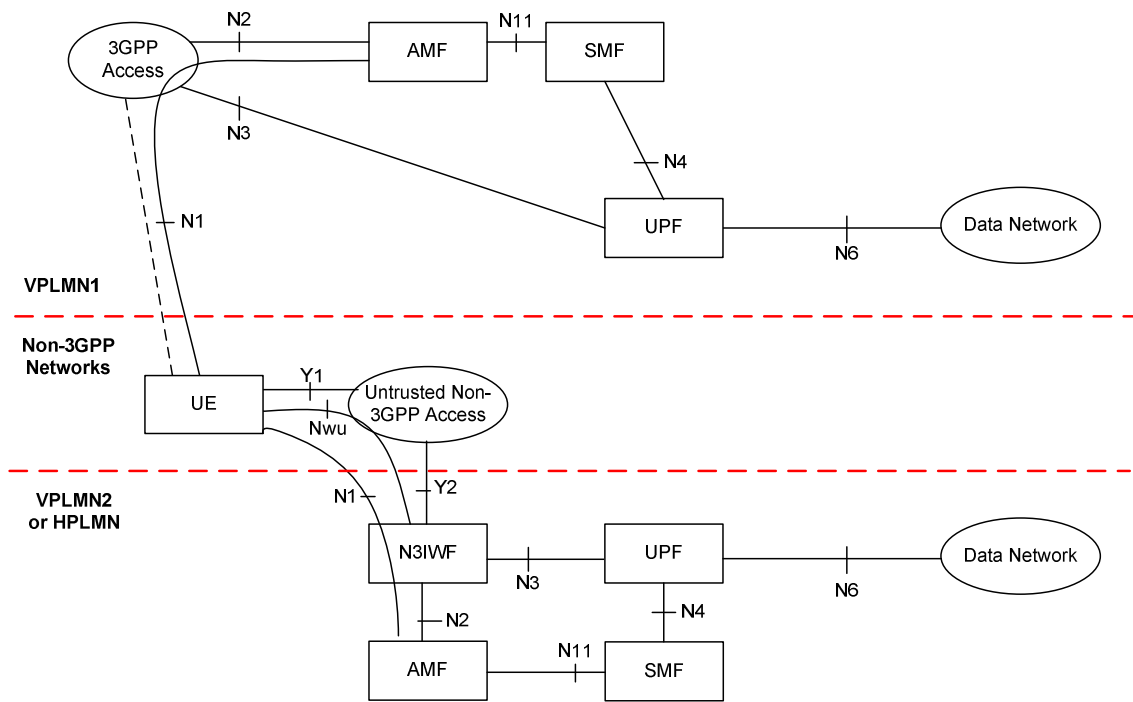 N2
N11
3GPP
Access
AMF
SMF
N3
N4
N1
UPF
Data Network
N6
VPLMN1
Non-3GPP
Networks
Y1
UE
Untrusted Non-
3GPP Access
Nwu
VPLMN2
or HPLMN
N1
Y2
N3IWF
UPF
Data Network
N3
N6
N2
N4
N11
AMF
SMF